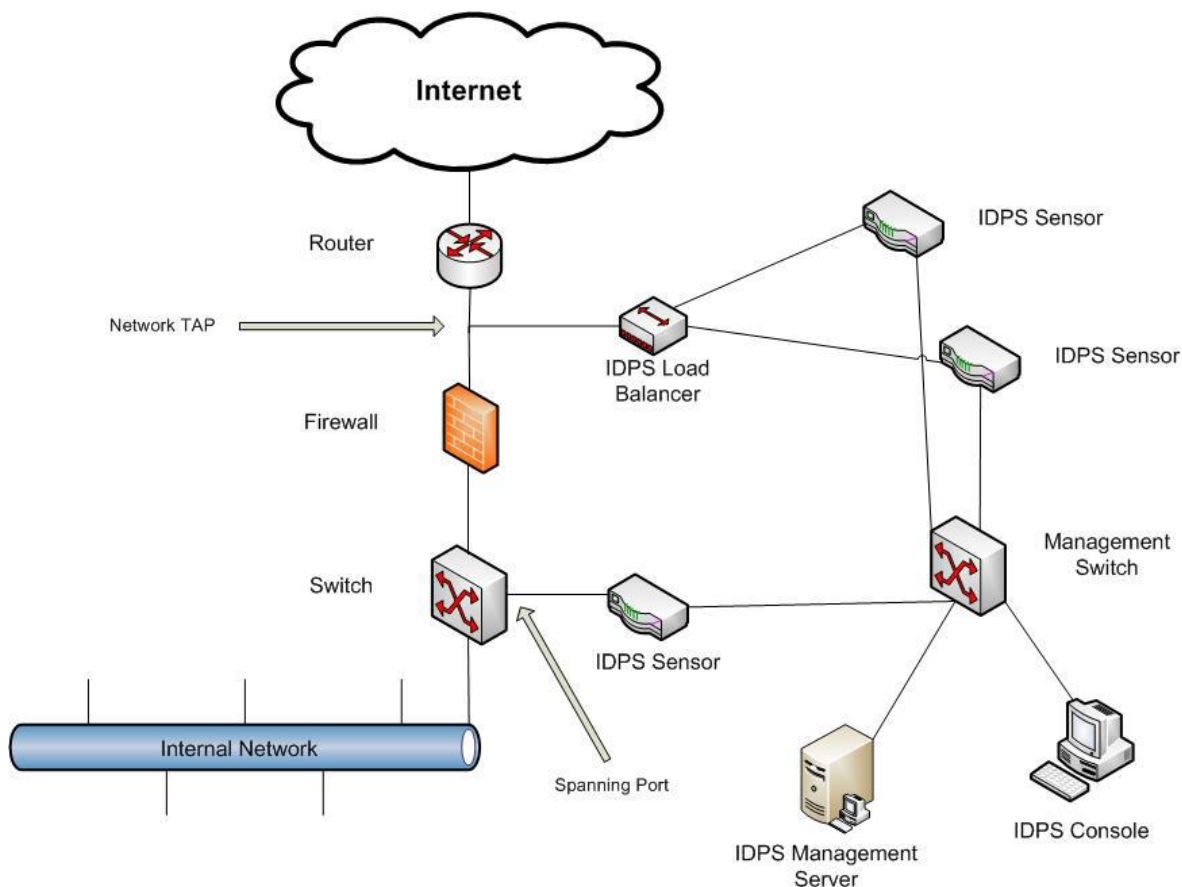 Internet
IDPS Sensor
Router
Network TAP
IDPS Load
Balancer
IDPS Sensor
Firewall
Management
Switch
Switch
IDPS Sensor
Internal Network
Spanning Port
IDPS Console
IDPS Management
Server